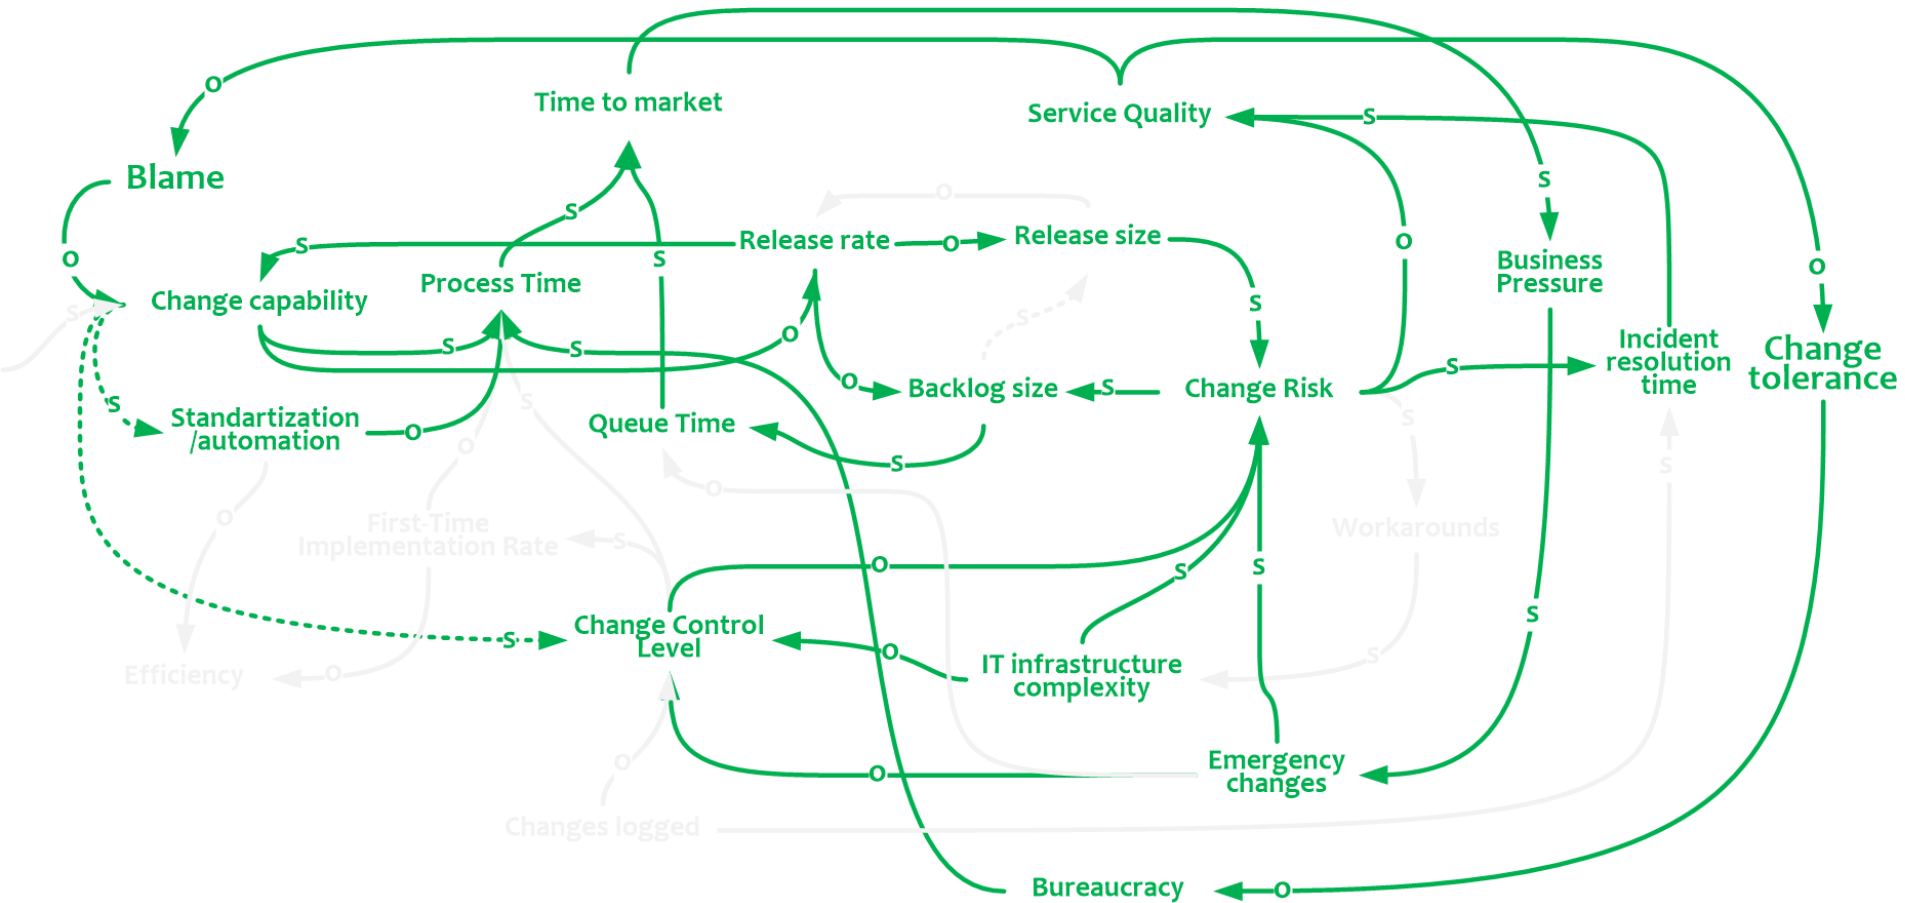 O
Time to market
Service Quality
S
Blame
S
O
S
Release rate
O
Release size
O
S
O
S
Business
Pressure
O
O
Process Time
S
Change capability
S
S
S
S
S
O
Incident
resolution
time
Change
tolerance
S
O
Backlog size
S
Change Risk
S
S
S
Standartization
/automation
O
Queue Time
S
O
S
S
O
S
O
First-Time
Implementation Rate
S
Workarounds
O
S
S
S
Change Control
Level
S
O
IT infrastructure
complexity
S
Efficiency
O
O
O
Emergency
changes
Changes logged
Bureaucracy
O